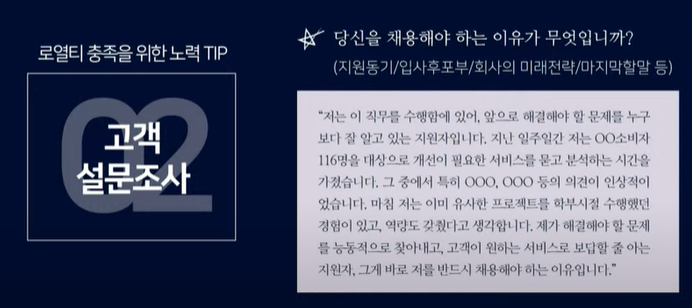 로열티 충족을 위한 노력 TIP
02
고객
설문조사
당신을 채용해야 하는 이유가 무엇입니까?
(지원동기/입사후포부/회사의 미래전략/마지막할말 등)
“저는 이 직무를 수행함에 있어, 앞으로 해결해야 할 문제를 누구
보다 잘 알고 있는 지원자입니다. 지난 일주일간 저는 OO소비자
116명을 대상으로 개선이 필요한 서비스를 묻고 분석하는 시간을
가졌습니다. 그 중에서 특히 OOO, OOO 등의 의견이 인상적이
었습니다. 마침 저는 이미 유사한 프로젝트를 학부시절 수행했던
경험이 있고, 역량도 갖췄다고 생각합니다. 제가 해결해야 할 문제
를 능동적으로 찾아내고, 고객이 원하는 서비스로 보답할 줄 아는
지원자, 그게 바로 저를 반드시 채용해야 하는 이유입니다.”